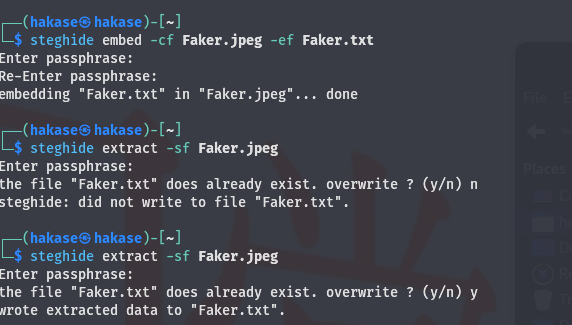 ┌──(hakase㉿hakase)-[~]
└─$ steghide embed -cf Faker.jpeg -ef Faker.txt
Enter passphrase:
Re-Enter passphrase:
embedding "Faker.txt" in "Faker.jpeg"... done
┌──(hakase㉿hakase)-[~]
└─$ steghide extract -sf Faker.jpeg
Enter passphrase:
the file "Faker.txt" does already exist. overwrite ? (y/n) n
steghide: did not write to file "Faker.txt".
┌──(hakase㉿hakase)-[~]
└─$ steghide extract -sf Faker.jpeg
Enter passphrase:
the file "Faker.txt" does already exist. overwrite ? (y/n) y
wrote extracted data to "Faker.txt".
File
Places